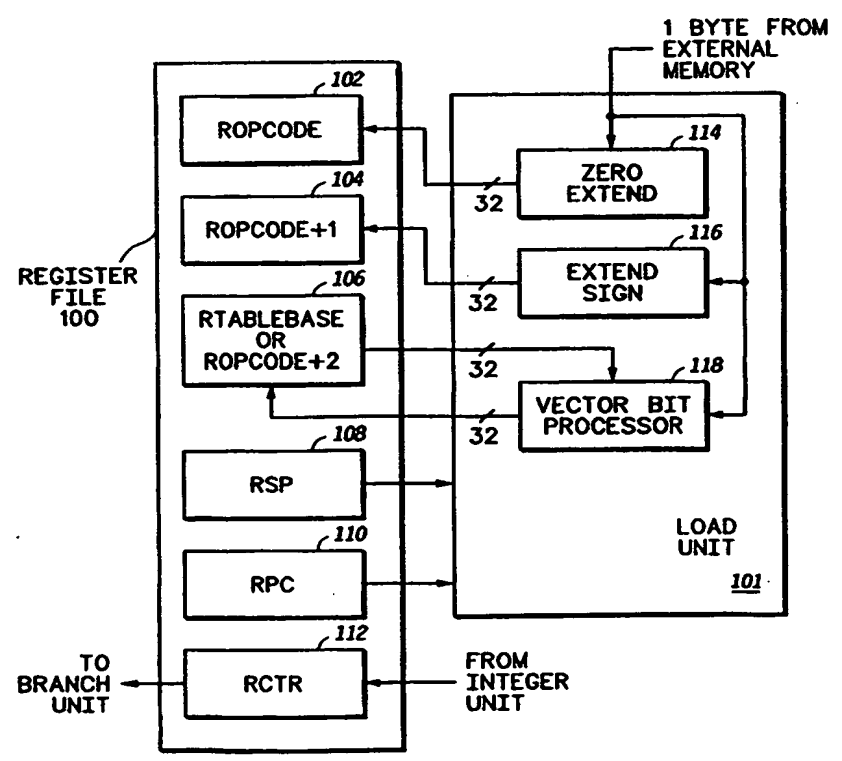 1 BYTE FROM
EXTERNAL
MEMORY
102
ROPCODE
114
ZERO
EXTEND
32
104
ROPCODE+1
116
EXTEND
SIGN
32
REGISTER
FILE
100
106
RTABLEBASE
OR
ROPCODE+2
32
118
VECTOR BIT
PROCESSOR
32
108
RSP
LOAD
UNIT
101
110
RPC
112
RCTR
TO
BRANCH
UNIT
FROM
INTEGER
UNIT